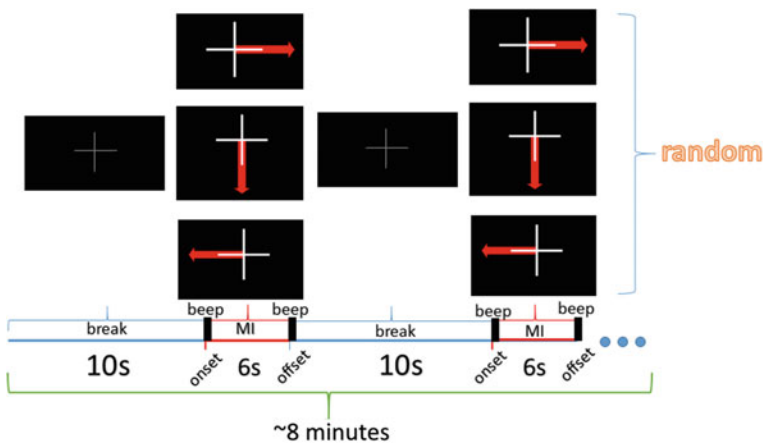 random
beep beep beep beep
break MI break MI
10s onset 6s offset 10s onset 6s offset
~8 minutes